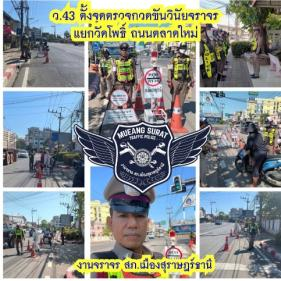 ว.43 ตั้งจุดตรวจกวดขันวินัยจราจร
แยกวัดโพธิ์ ถนนตลาดใหม่
MUEANG SURAT
TRAFFIC POLICE
งานจราจร สภ.เมืองสุราษฎร์ธานี